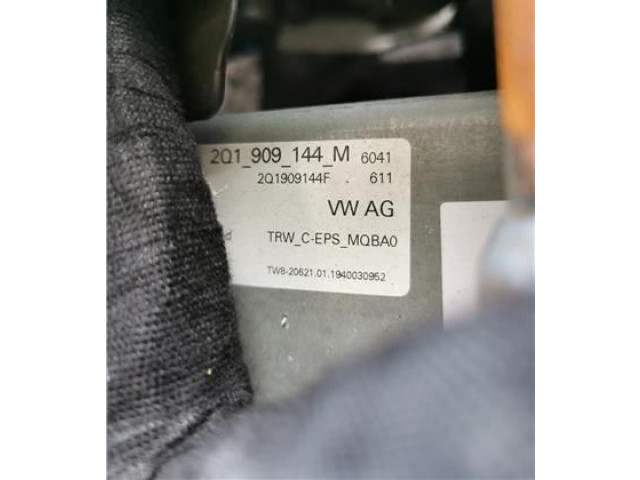 2Q1_909_144_M 6041
2Q1909144F 611
VW AG
TRW_C-EPS_MQBA0
TW8-20621.01.1940030952